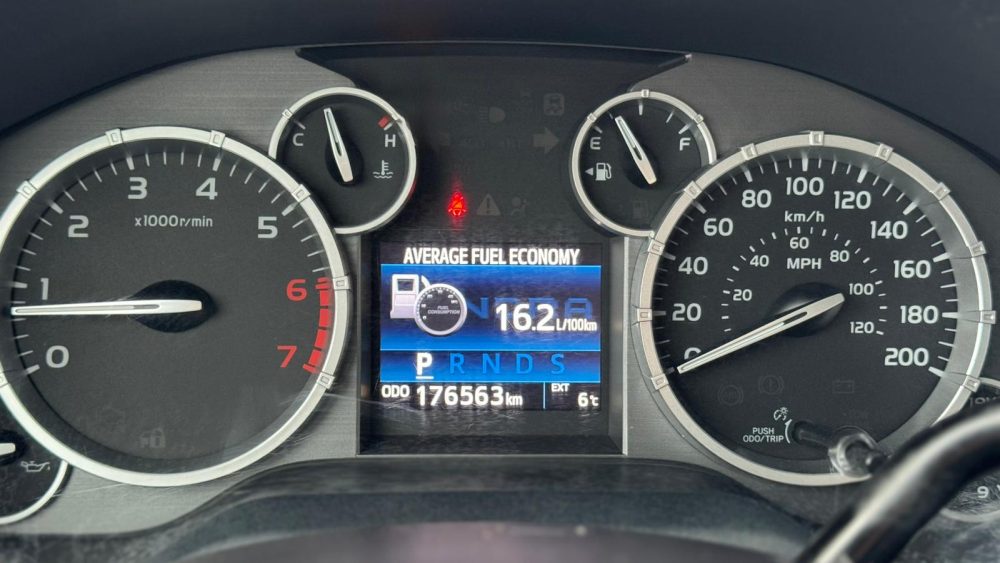 C
H
E
F
0
1
2
3
4
5
6
7
x1000r/min
AVERAGE FUEL ECONOMY
FUEL
CONSUMPTION
16.2 L/100km
P R N D S
ODO 176563 km
EXT
6°C
0
20
40
60
80
100
120
140
160
180
200
km/h
MPH
20
40
60
80
100
120
PUSH
ODO/TRIP